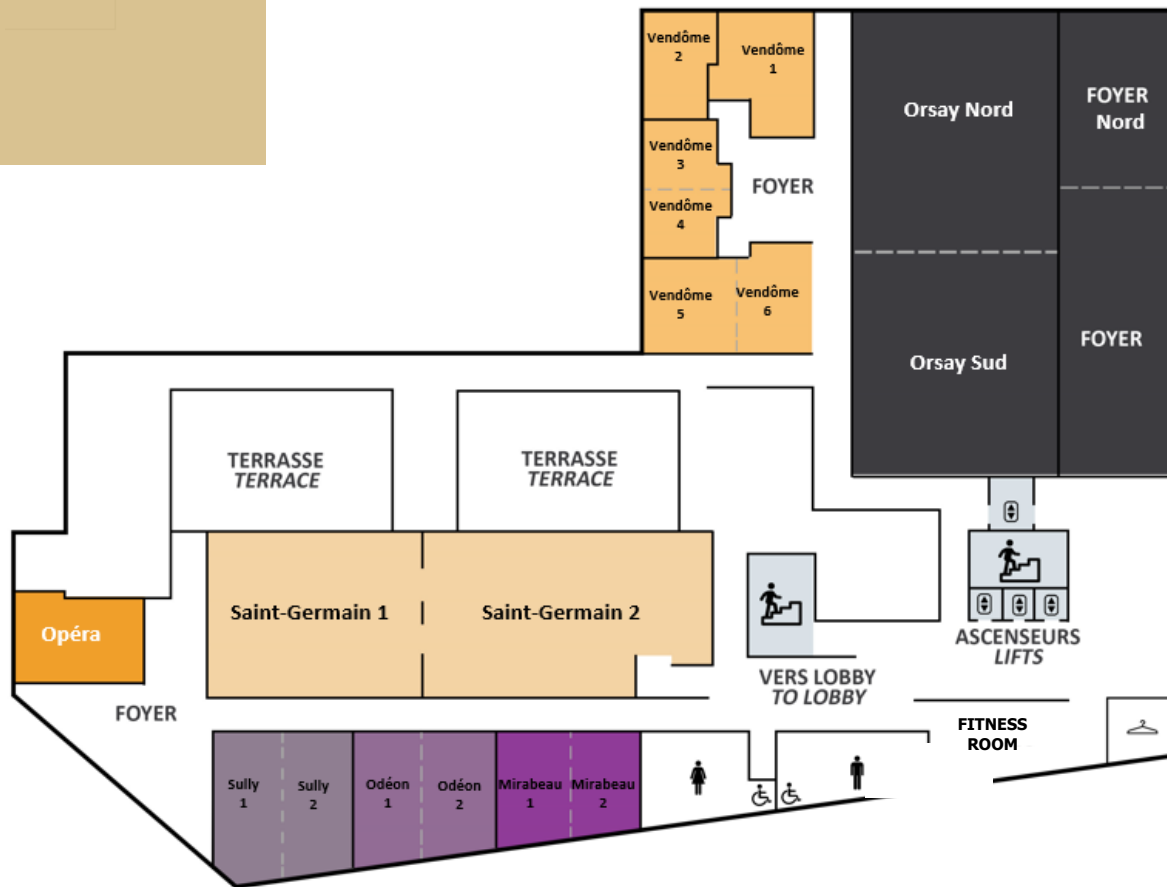 Vendôme
2
Vendôme
1
Orsay Nord
FOYER
Nord
Vendôme
3
FOYER
Vendôme
4
Vendôme
5
Vendôme
6
Orsay Sud
FOYER
TERRASSE
TERRACE
TERRASSE
TERRACE
Saint-Germain 1
Saint-Germain 2
Opéra
ASCENSEURS
LIFTS
VERS LOBBY
TO LOBBY
FOYER
FITNESS
ROOM
Sully
1
Sully
2
Odéon
1
Odéon
2
Mirabeau
1
Mirabeau
2